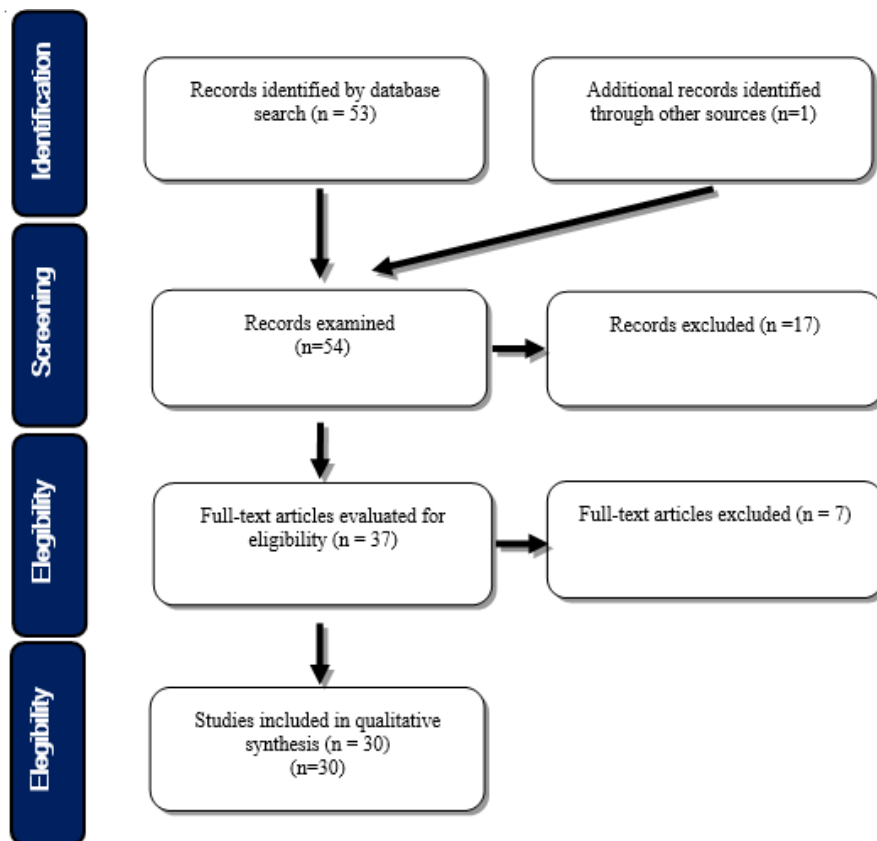 Identification
Records identified by database
search (n = 53)
Additional records identified
through other sources (n=1)
Screening
Records examined
(n=54)
Records excluded (n =17)
Elegibility
Full-text articles evaluated for
eligibility (n = 37)
Full-text articles excluded (n = 7)
Elegibility
Studies included in qualitative
synthesis (n = 30)
(n=30)